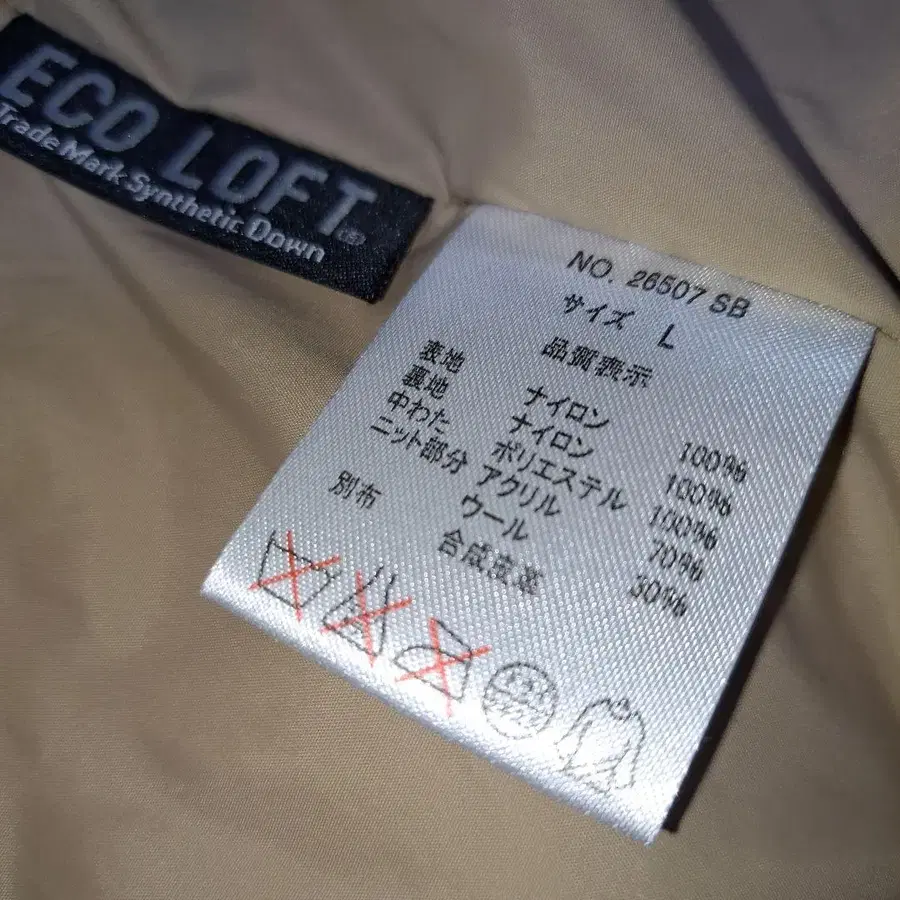 ECO LOFT®
Trade Mark Synthetic Down
NO. 26507 SB
サイズ L
品質表示
表地 ナイロン 100%
裏地 ナイロン 100%
中わた ポリエステル 100%
ニット部分 アクリル 70%
ウール 30%
別布 合成皮革